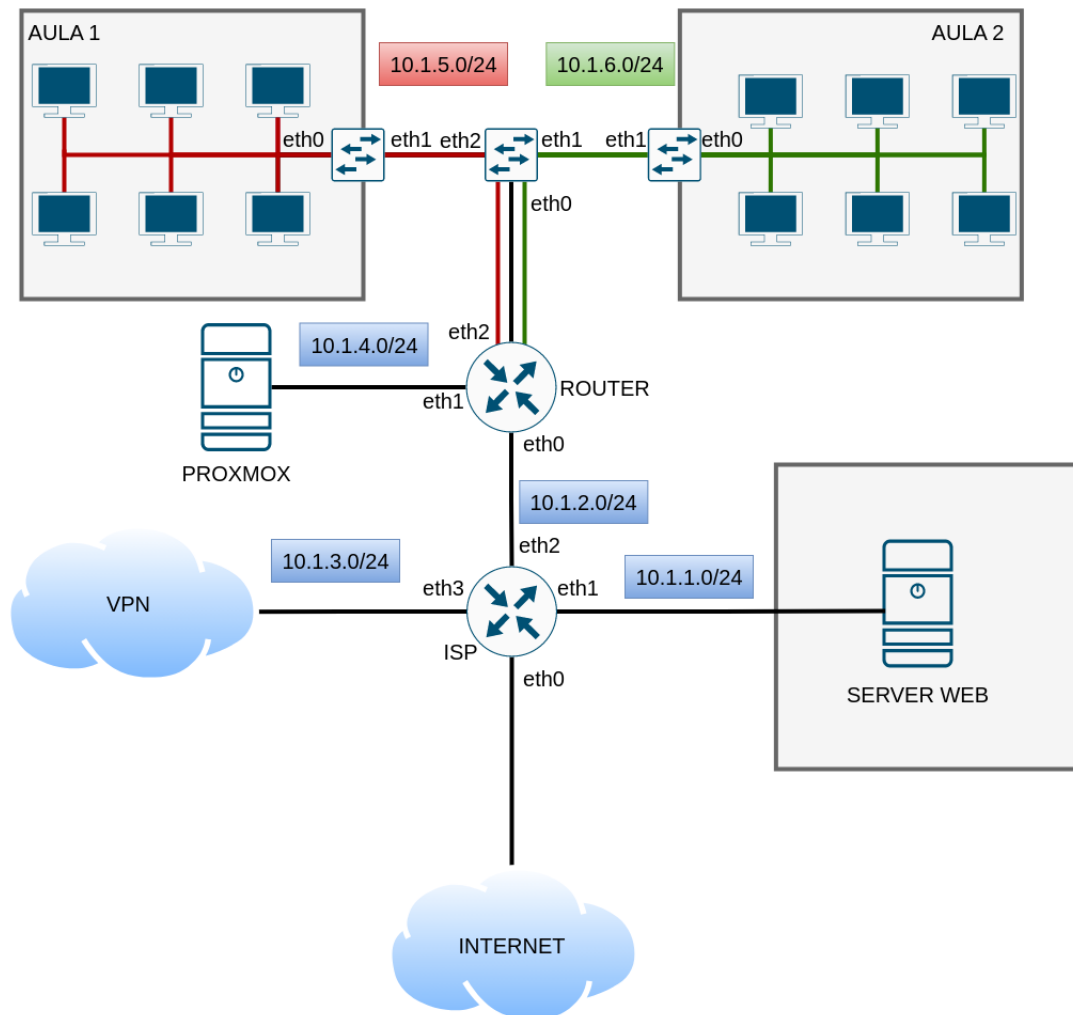 AULA 1
10.1.5.0/24
10.1.6.0/24
AULA 2
eth0
eth1
eth2
eth1
eth1
eth0
eth0
10.1.4.0/24
eth2
eth1
ROUTER
PROXMOX
eth0
10.1.2.0/24
eth2
10.1.3.0/24
10.1.1.0/24
VPN
eth3
eth1
ISP
eth0
SERVER WEB
INTERNET